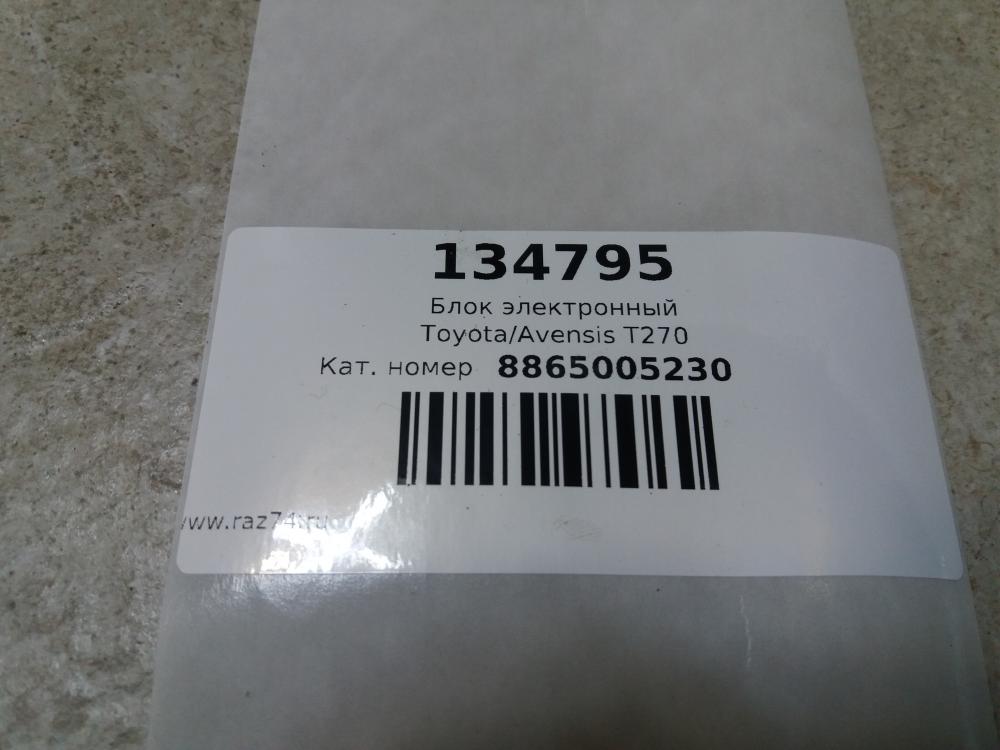 134795
Блок электронный
Toyota/Avensis T270
Кат. номер 8865005230
www.raz74.ru